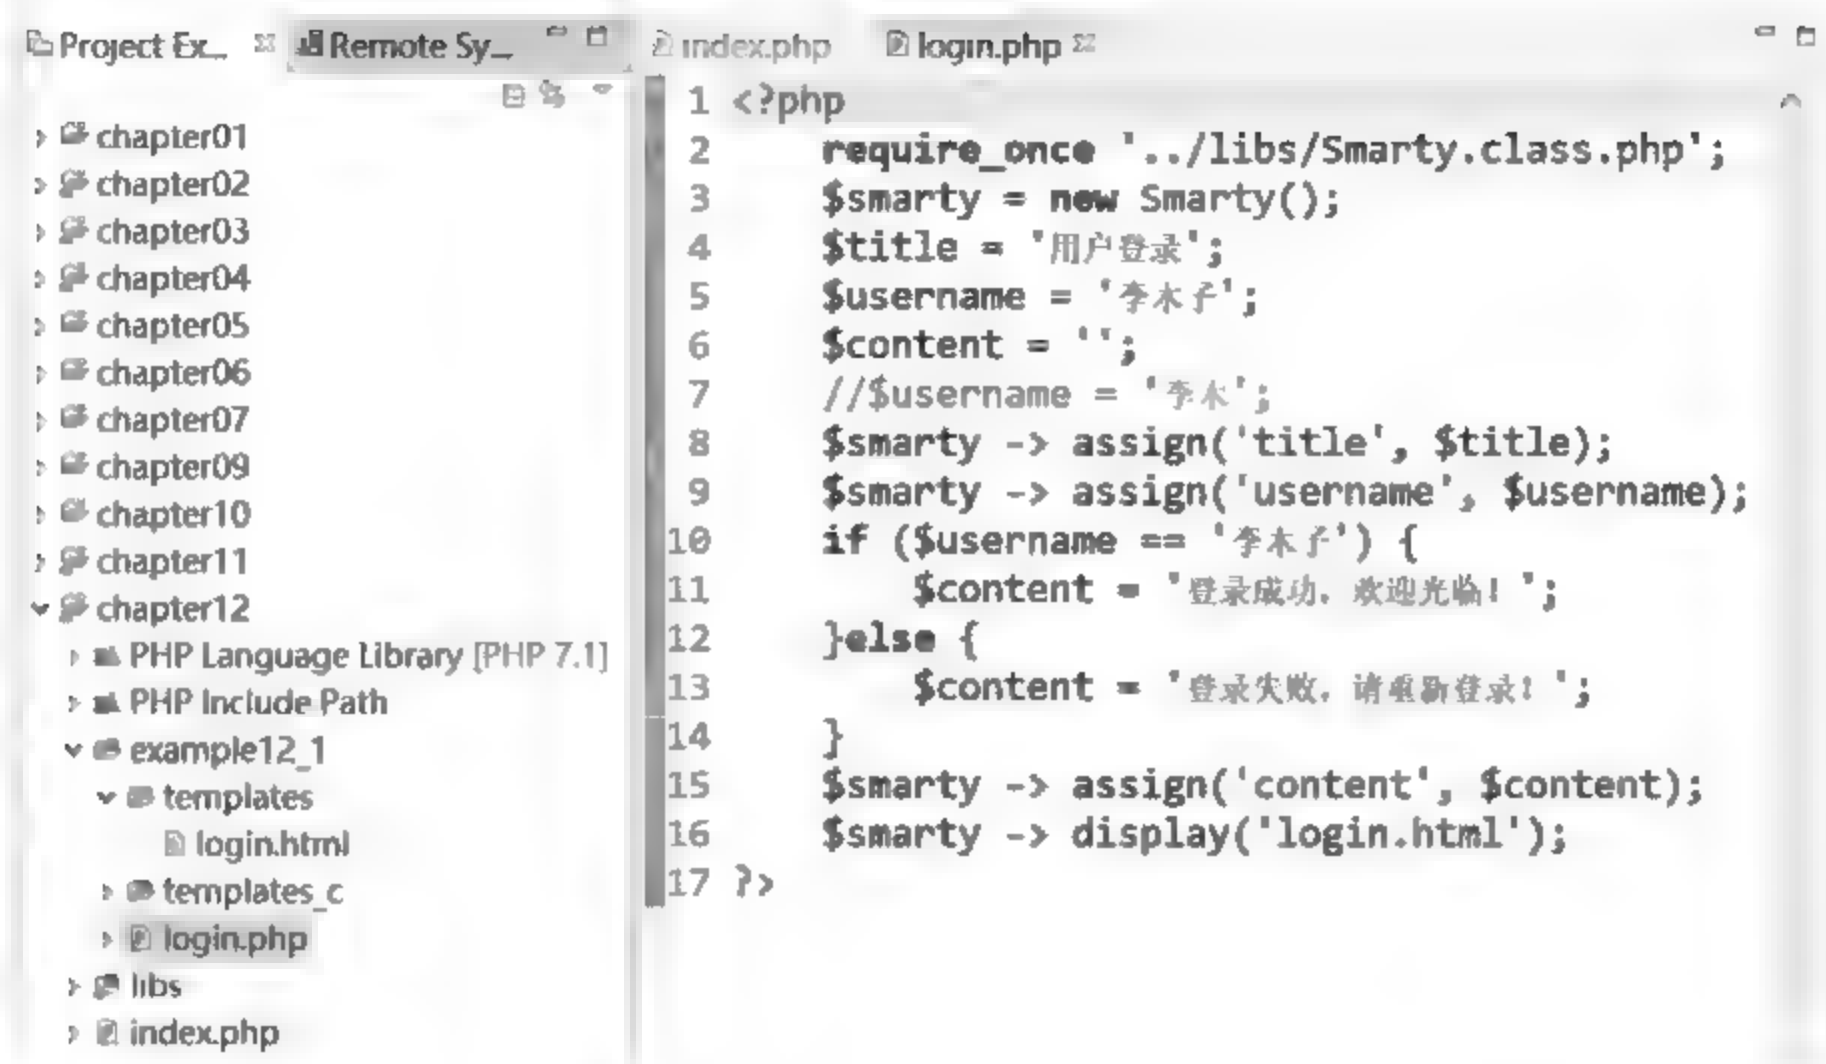 Project Ex...
Remote Sy...
chapter01
chapter02
chapter03
chapter04
chapter05
chapter06
chapter07
chapter09
chapter10
chapter11
chapter12
PHP Language Library [PHP 7.1]
PHP Include Path
example12_1
templates
login.html
templates_c
login.php
libs
index.php
index.php
login.php
1 <?php
2 require_once '../libs/Smarty.class.php';
3 $smarty = new Smarty();
4 $title = '用户登录';
5 $username = '李木子';
6 $content = '';
7 //$username = '李木';
8 $smarty -> assign('title', $title);
9 $smarty -> assign('username', $username);
10 if ($username == '李木子') {
11 $content = '登录成功，欢迎光临！';
12 }else {
13 $content = '登录失败，请重新登录！';
14 }
15 $smarty -> assign('content', $content);
16 $smarty -> display('login.html');
17 ?>